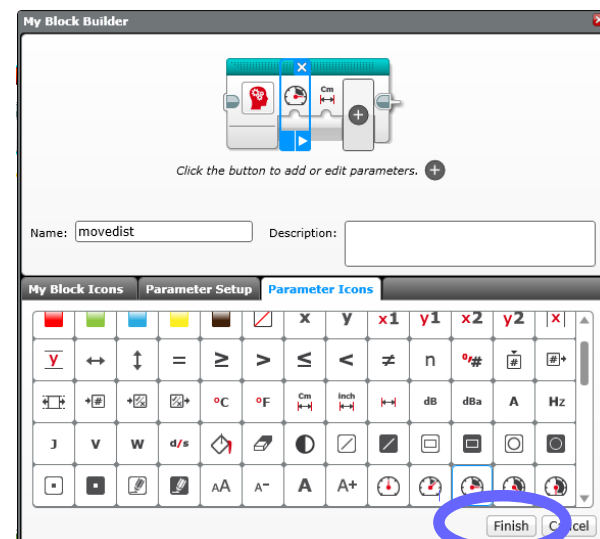 My Block Builder
Cm
Click the button to add or edit parameters.
Name: movedist Description:
My Block Icons Parameter Setup Parameter Icons
x y x1 y1 x2 y2 |x|
y = ≥ > ≤ < ≠ n %# #
# °C °F Cm inch dB dBa A Hz
J V W d/s
AA A- A A+
Finish Cancel